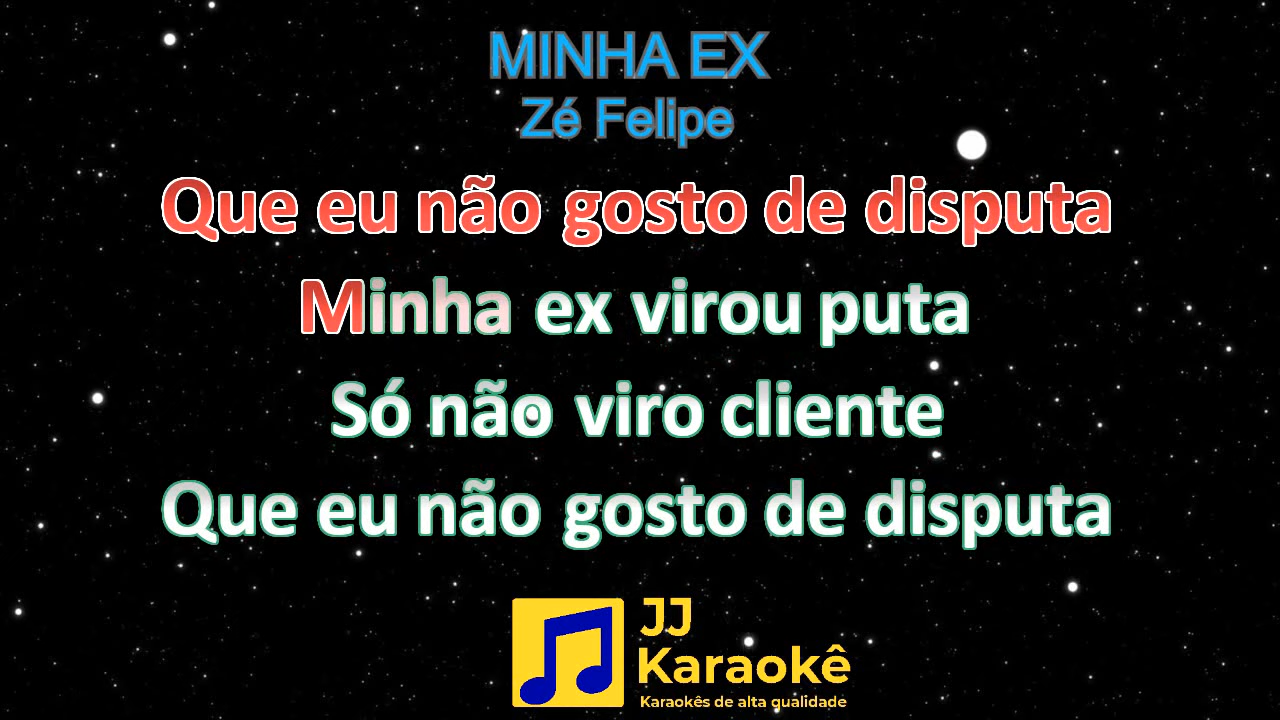 MINHA EX
Zé Felipe
Que eu não gosto de disputa
Minha ex virou puta
Só não viro cliente
Que eu não gosto de disputa
JJ
Karaokê
Karaokês de alta qualidade